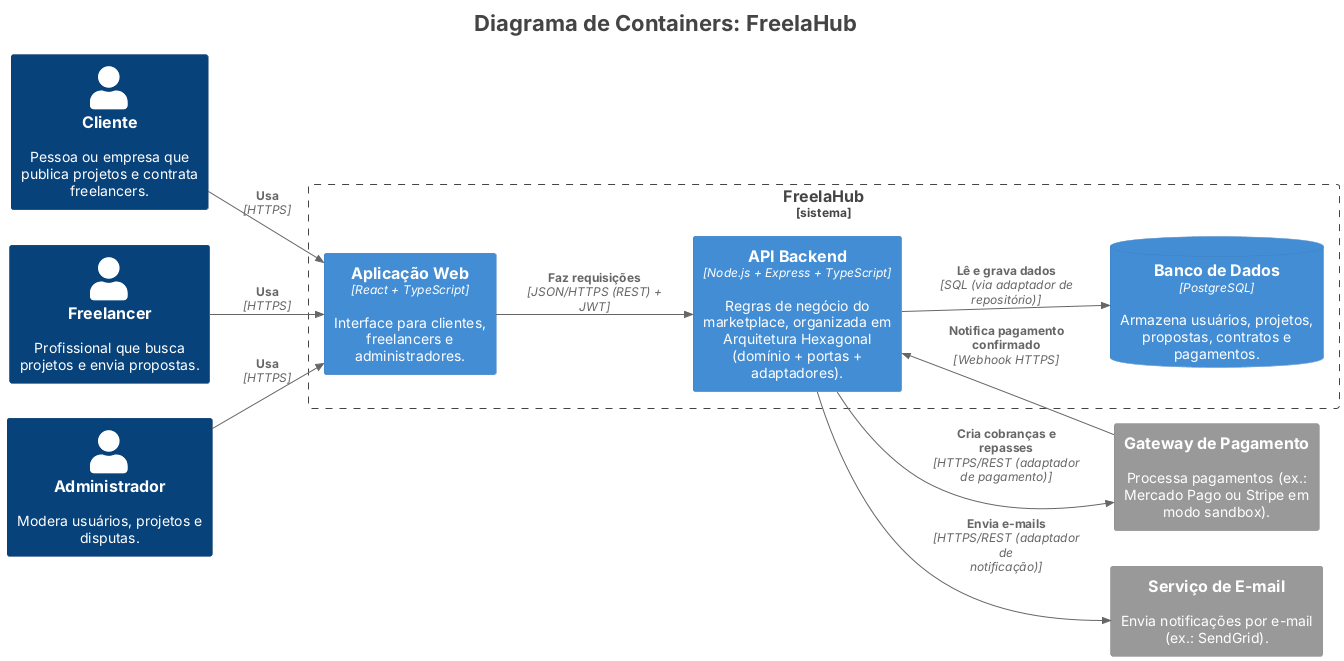 Diagrama de Containers: FreelaHub
Cliente
Pessoa ou empresa que
publica projetos e contrata
freelancers.
Usa
[HTTPS]
Freelancer
Profissional que busca
projetos e envia propostas.
Usa
[HTTPS]
Administrador
Modera usuários, projetos e
disputas.
Usa
[HTTPS]
FreelaHub
[sistema]
Aplicação Web
[React + TypeScript]
Interface para clientes,
freelancers e
administradores.
Faz requisições
[JSON/HTTPS (REST) +
JWT]
API Backend
[Node.js + Express + TypeScript]
Regras de negócio do
marketplace, organizada em
Arquitetura Hexagonal
(domínio + portas +
adaptadores).
Lê e grava dados
[SQL (via adaptador de
repositório)]
Banco de Dados
[PostgreSQL]
Armazena usuários, projetos,
propostas, contratos e
pagamentos.
Notifica pagamento
confirmado
[Webhook HTTPS]
Cria cobranças e
repasses
[HTTPS/REST (adaptador
de pagamento)]
Gateway de Pagamento
Processa pagamentos (ex.:
Mercado Pago ou Stripe em
modo sandbox).
Envia e-mails
[HTTPS/REST (adaptador
de
notificação)]
Serviço de E-mail
Envia notificações por e-mail
(ex.: SendGrid).